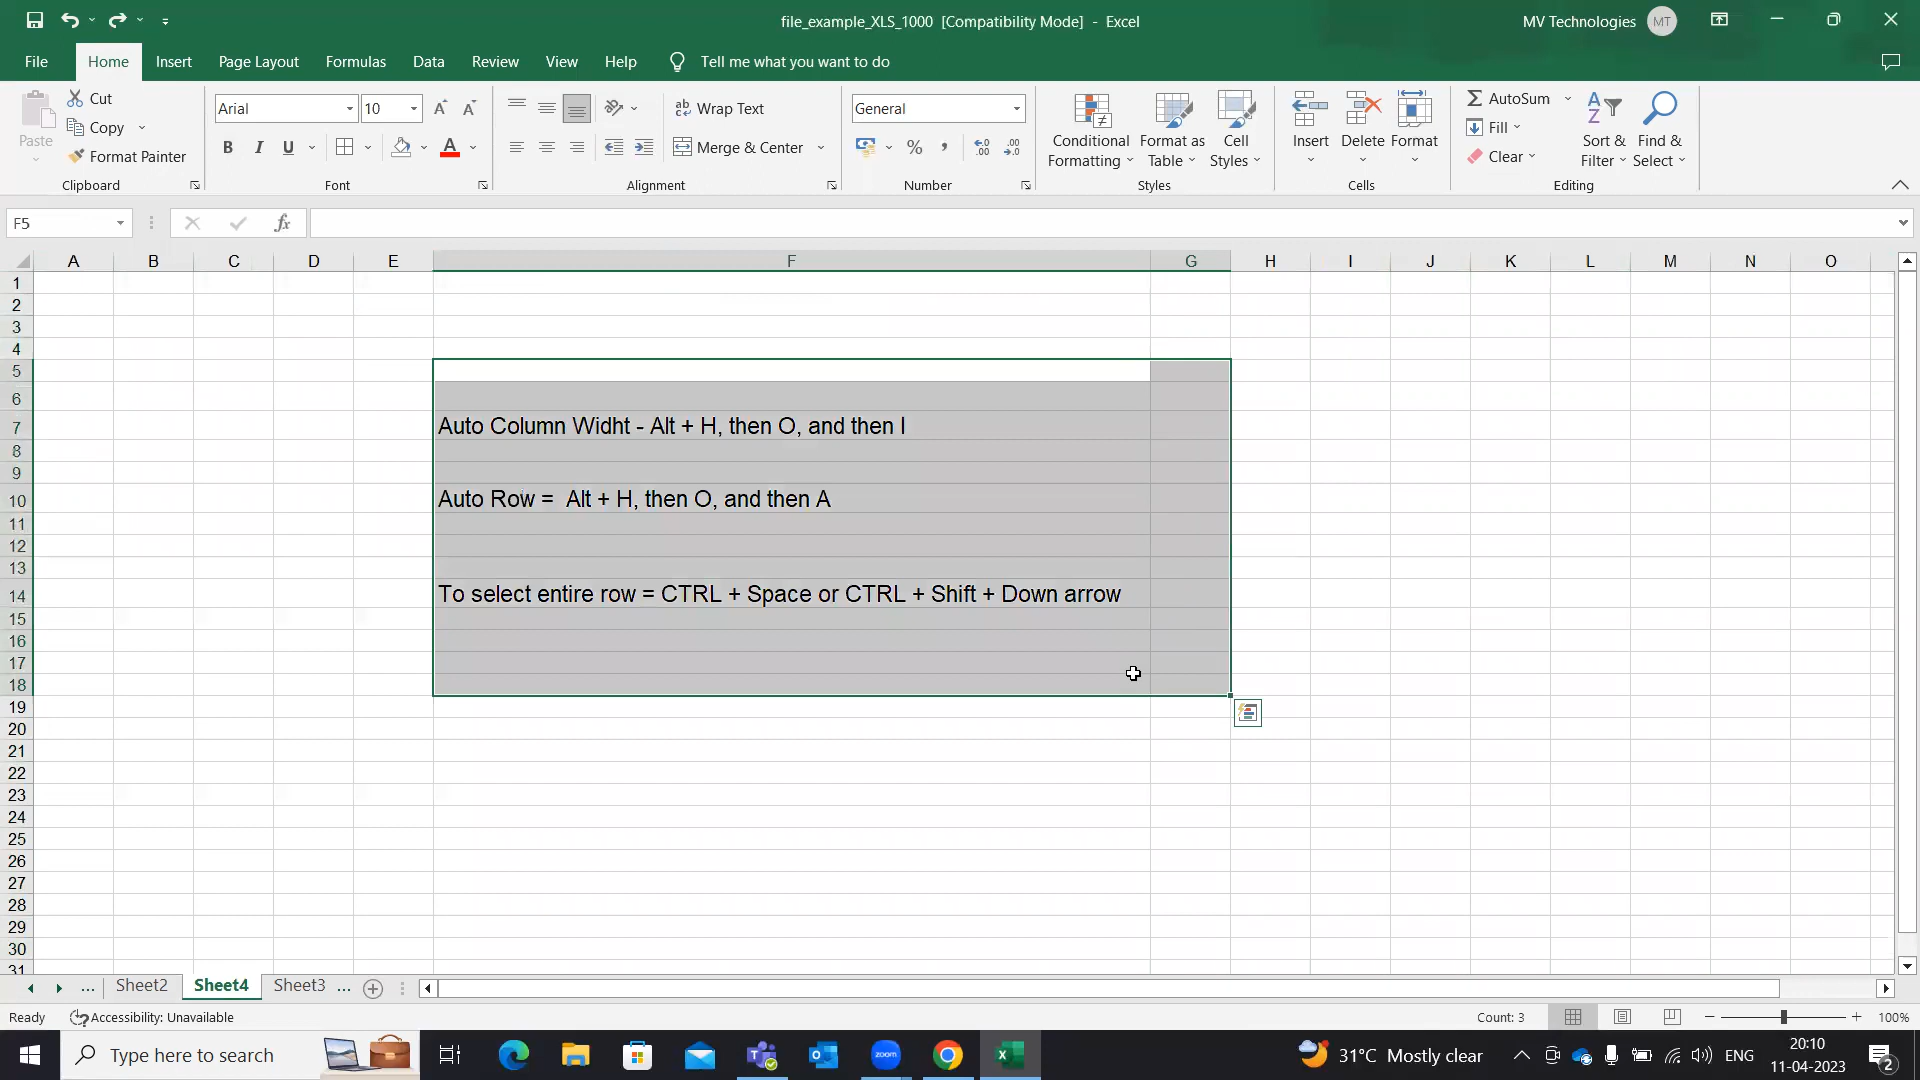 file_example_XLS_1000 [Compatibility Mode] - Excel
MV Technologies MT
File Home Insert Page Layout Formulas Data Review View Help Tell me what you want to do
Paste
Cut
Copy
Format Painter
Clipboard
Arial 10
B I U
Font
Wrap Text
Merge & Center
Alignment
General
Number
Conditional Formatting
Format as Table
Cell Styles
Styles
Insert Delete Format
Cells
AutoSum
Fill
Clear
Sort & Filter
Find & Select
Editing
F5
fx
A B C D E F G H I J K L M N O
1
2
3
4
5
6
7 Auto Column Widht - Alt + H, then O, and then I
8
9
10 Auto Row =  Alt + H, then O, and then A
11
12
13
14 To select entire row = CTRL + Space or CTRL + Shift + Down arrow
15
16
17
18
19
20
21
22
23
24
25
26
27
28
29
30
31
... Sheet2 Sheet4 Sheet3 ...
Ready Accessibility: Unavailable Count: 3 100%
Type here to search
zoom
31°C Mostly clear
ENG
20:10
11-04-2023
2